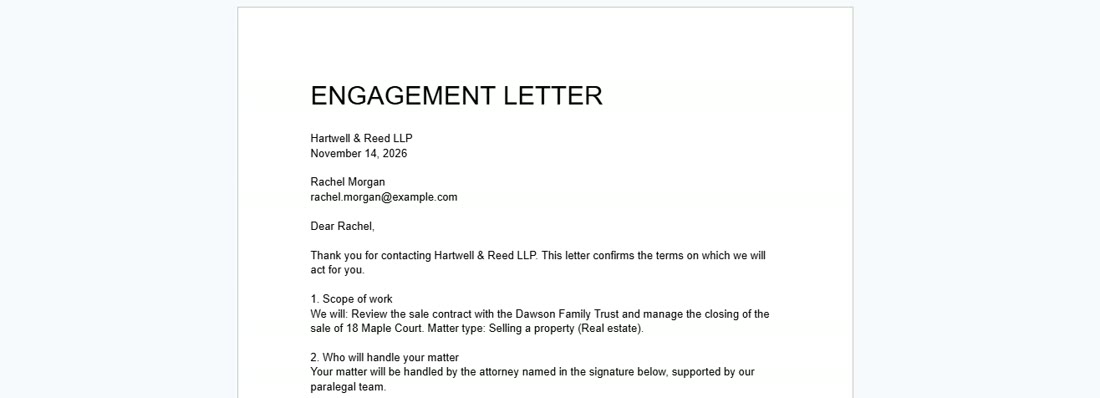 ENGAGEMENT LETTER
Hartwell & Reed LLP
November 14, 2026
Rachel Morgan
rachel.morgan@example.com
Dear Rachel,
Thank you for contacting Hartwell & Reed LLP. This letter confirms the terms on which we will
act for you.
1. Scope of work
We will: Review the sale contract with the Dawson Family Trust and manage the closing of the
sale of 18 Maple Court. Matter type: Selling a property (Real estate).
2. Who will handle your matter
Your matter will be handled by the attorney named in the signature below, supported by our
paralegal team.